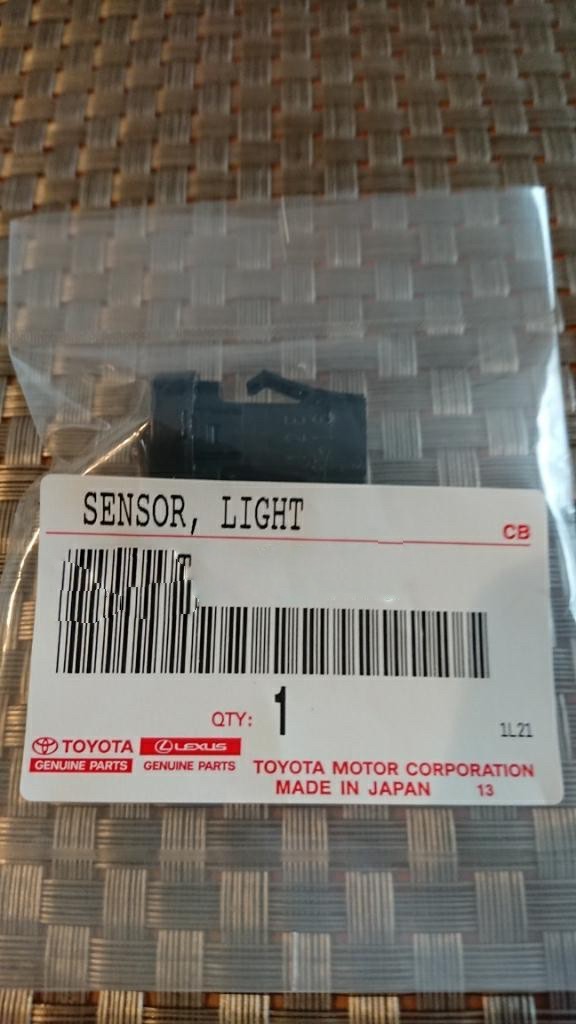 SENSOR, LIGHT
CB
QTY: 1
1L21
TOYOTA LEXUS
GENUINE PARTS GENUINE PARTS
TOYOTA MOTOR CORPORATION
MADE IN JAPAN 13